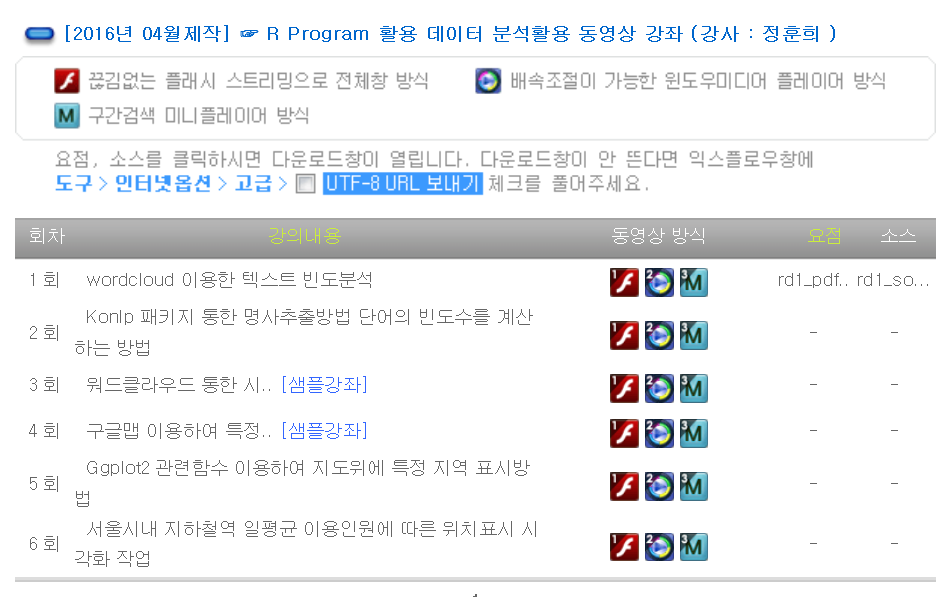 [2016년 04월제작] ☞ R Program 활용 데이터 분석활용 동영상 강좌 (강사 : 정훈희 )
끊김없는 플래시 스트리밍으로 전체창 방식
배속조절이 가능한 윈도우미디어 플레이어 방식
M 구간검색 미니플레이어 방식
요점, 소스를 클릭하시면 다운로드창이 열립니다. 다운로드창이 안 뜬다면 익스플로우창에
도구 > 인터넷옵션 > 고급 > UTF-8 URL 보내기 체크를 풀어주세요.
회차 강의내용 동영상 방식 요점 소스
1 회 wordcloud 이용한 텍스트 빈도분석 1 2 3M rd1_pdf.. rd1_so...
2 회 Konlp 패키지 통한 명사추출방법 단어의 빈도수를 계산
하는 방법 1 2 3M - -
3 회 워드클라우드 통한 시.. [샘플강좌] 1 2 3M - -
4 회 구글맵 이용하여 특정.. [샘플강좌] 1 2 3M - -
5 회 Ggplot2 관련함수 이용하여 지도위에 특정 지역 표시방
법 1 2 3M - -
6 회 서울시내 지하철역 일평균 이용인원에 따른 위치표시 시
각화 작업 1 2 3M - -